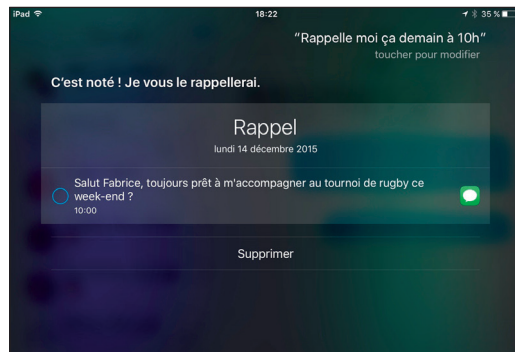 iPad 18:22 35 %
"Rappelle moi ça demain à 10h"
toucher pour modifier
C'est noté ! Je vous le rappellerai.
Rappel
lundi 14 décembre 2015
Salut Fabrice, toujours prêt à m'accompagner au tournoi de rugby ce
week-end ?
10:00
Supprimer